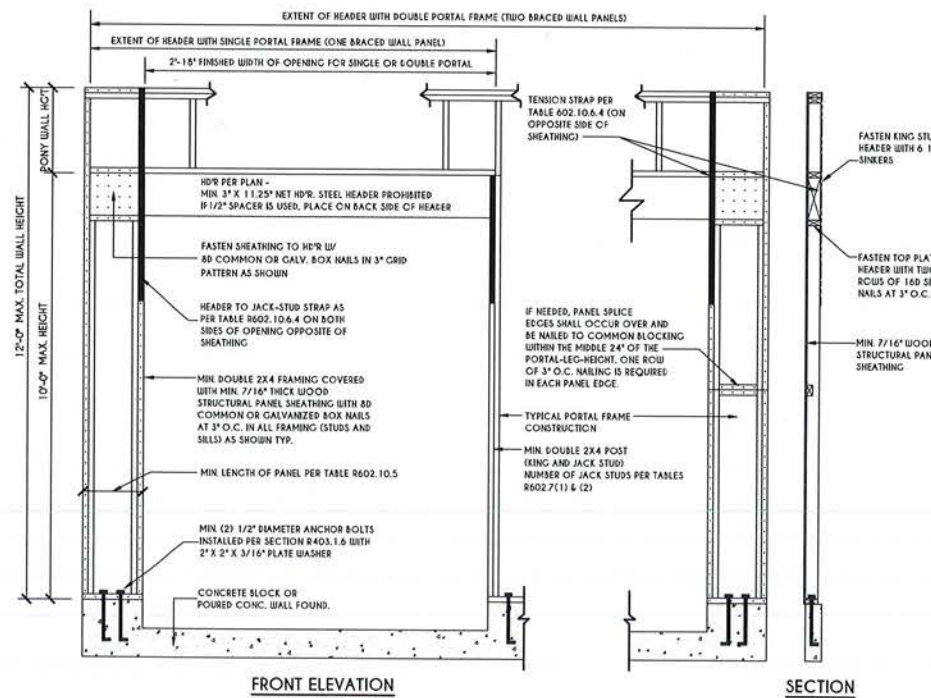 EXTENT OF HEADER WITH DOUBLE PORTAL FRAME (TWO BRACED WALL PANELS)
EXTENT OF HEADER WITH SINGLE PORTAL FRAME (ONE BRACED WALL PANEL)
2'-18' FINISHED WIDTH OF OPENING FOR SINGLE OR DOUBLE PORTAL
PONY WALL HG'T
12'-0" MAX. TOTAL WALL HEIGHT
10'-0" MAX. HEIGHT
TENSION STRAP PER
TABLE 602.10.6.4 (ON
OPPOSITE SIDE OF
SHEATHING)
FASTEN KING STU
HEADER WITH 6 1
SINKERS
HD'R PER PLAN -
MIN. 3" X 11.25" NET HD'R. STEEL HEADER PROHIBITED
IF 1/2" SPACER IS USED, PLACE ON BACK SIDE OF HEADER
FASTEN SHEATHING TO HD'R W/
8D COMMON OR GALV. BOX NAILS IN 3" GRID
PATTERN AS SHOWN
FASTEN TOP PLAT
HEADER WITH TWO
ROWS OF 16D SE
NAILS AT 3" O.C.
HEADER TO JACK-STUD STRAP AS
PER TABLE R602.10.6.4 ON BOTH
SIDES OF OPENING OPPOSITE OF
SHEATHING
IF NEEDED, PANEL SPLICE
EDGES SHALL OCCUR OVER AND
BE NAILED TO COMMON BLOCKING
WITHIN THE MIDDLE 24" OF THE
PORTAL-LEG-HEIGHT. ONE ROW
OF 3" O.C. NAILING IS REQUIRED
IN EACH PANEL EDGE.
MIN. 7/16" WOOD
STRUCTURAL PAN
SHEATHING
MIN. DOUBLE 2X4 FRAMING COVERED
WITH MIN. 7/16" THICK WOOD
STRUCTURAL PANEL SHEATHING WITH 8D
COMMON OR GALVANIZED BOX NAILS
AT 3" O.C. IN ALL FRAMING (STUDS AND
SILLS) AS SHOWN TYP.
TYPICAL PORTAL FRAME
CONSTRUCTION
MIN. DOUBLE 2X4 POST
(KING AND JACK STUD)
NUMBER OF JACK STUDS PER TABLES
R602.7(1) & (2)
MIN. LENGTH OF PANEL PER TABLE R602.10.5
MIN. (2) 1/2" DIAMETER ANCHOR BOLTS
INSTALLED PER SECTION R403.1.6 WITH
2" X 2" X 3/16" PLATE WASHER
CONCRETE BLOCK OR
POURED CONC. WALL FOUND.
FRONT ELEVATION
SECTION